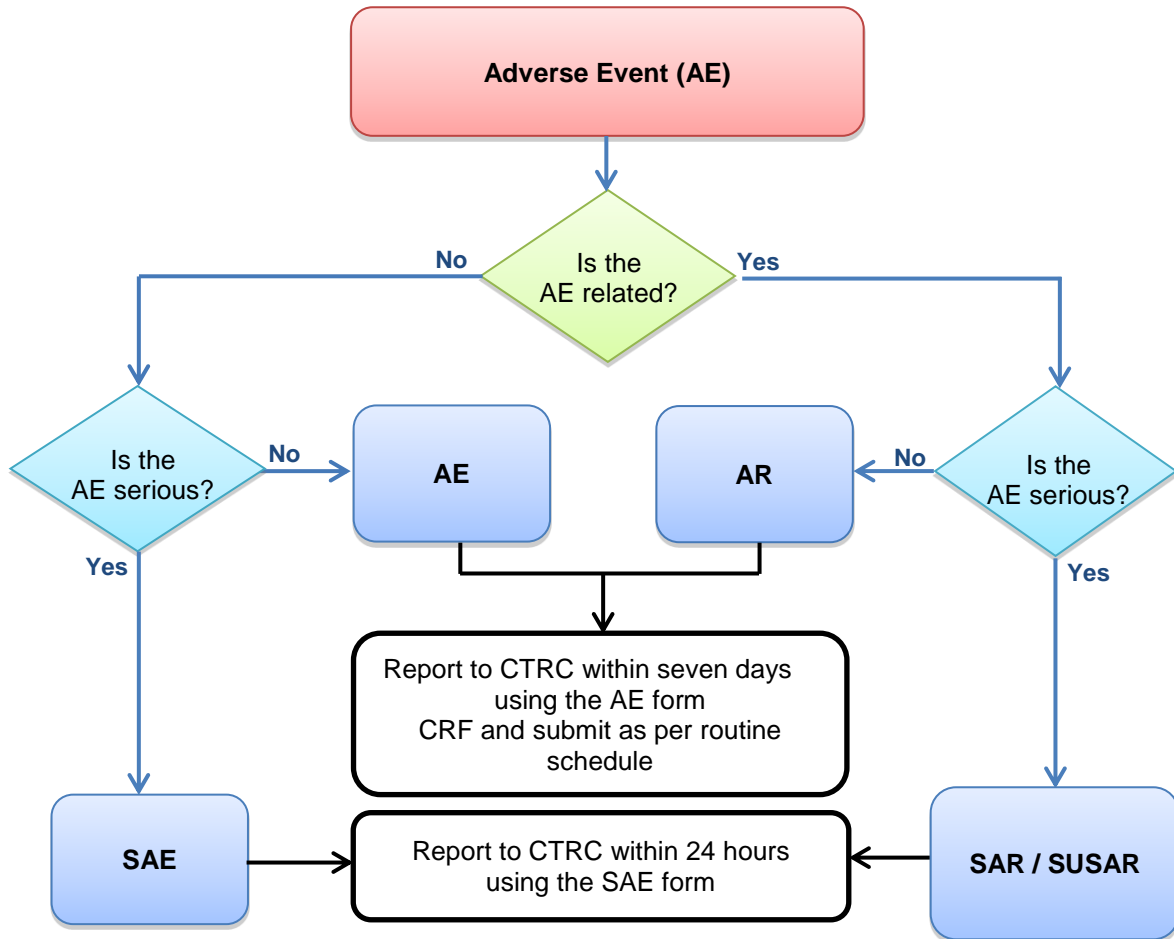 Adverse Event (AE)
No
Yes
Is the
AE related?
Is the
AE serious?
No
AE
AR
No
Is the
AE serious?
Yes
Yes
Report to CTRC within seven days
using the AE form
CRF and submit as per routine
schedule
SAE
Report to CTRC within 24 hours
using the SAE form
SAR / SUSAR